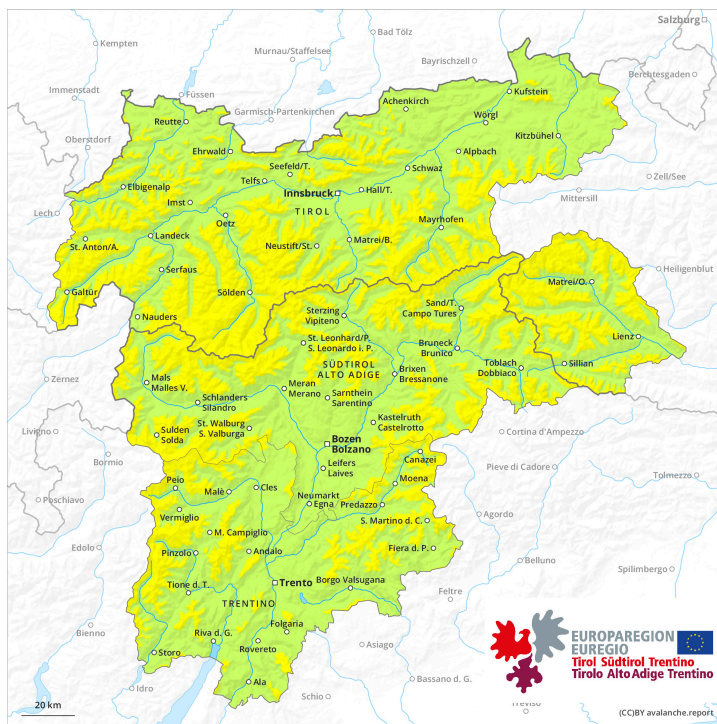 Salzburg
Bad Tölz
Kempten
Murnau/Staffelsee
Bayrischzell
Berchtesgaden
Immenstadt
Füssen
Garmisch-Partenkirchen
Achenkirch
Kufstein
Reutte
Wörgl
Oberstdorf
Ehrwald
Kitzbühel
Seefeld/T.
Alpbach
Schwaz
Telfs
Zell/See
Elbigenalp
Innsbruck
Hall/T.
Mittersill
Imst
TIROL
Lech
Oetz
Mayrhofen
St. Anton/A.
Landeck
Neustift/St.
Matrei/B.
Serfaus
Heiligenblut
Galtür
Sölden
Matrei/O.
Nauders
Sterzing
Vipiteno
Sand/T.
Campo Tures
Lienz
St. Leonhard/P.
S. Leonardo i. P.
Bruneck
Brunico
Toblach
Dobbiaco
Sillian
SÜDTIROL
ALTO ADIGE
Brixen
Bressanone
Zernez
Mals
Malles V.
Meran
Merano
Sarnthein
Sarentino
Schlanders
Silandro
St. Walburg
S. Valburga
Kastelruth
Castelrotto
Livigno
Sulden
Solda
Bozen
Bolzano
Cortina d'Ampezzo
Bormio
Canazei
Leifers
Laives
Pieve di Cadore
Tolmezzo
Peio
Malè
Cles
Moena
Poschiavo
Neumarkt
Egna
Predazzo
Vermiglio
Agordo
S. Martino d. C.
M. Campiglio
Edolo
Pinzolo
Andalo
Fiera d. P.
Belluno
Spilimbergo
Tione d. T.
Trento
Borgo Valsugana
Feltre
TRENTINO
Bienno
Riva d. G.
Folgaria
Rovereto
Asiago
Storo
Idro
Ala
Schio
Bassano d. G.
Treviso
EUROPAREGION
EUREGIO
Tirol Südtirol Trentino
Tirolo Alto Adige Trentino
20 km
(CC)BY avalanche.report